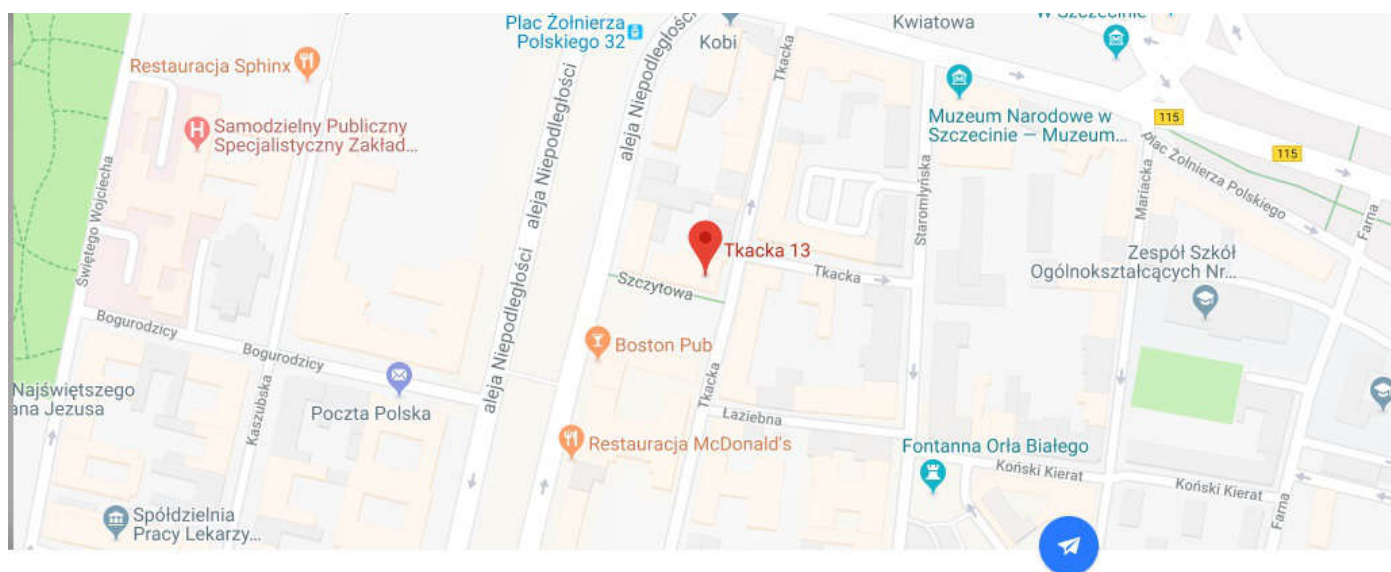 Plac Żołnierza
Polskiego 32
Kobi
Kwiatowa
w Szczecinie
Tkacka
Restauracja Sphinx
aleja Niepodległości
aleja Niepodległości
Samodzielny Publiczny
Specjalistyczny Zakład...
Muzeum Narodowe w
Szczecinie — Muzeum...
115
115
plac Żołnierza Polskiego
Świętego Wojciecha
Staromłyńska
Mariacka
Farna
Tkacka 13
Tkacka
Zespół Szkół
Ogólnokształcących Nr...
Szczytowa
aleja Niepodległości
Bogurodzicy
Bogurodzicy
Boston Pub
Najświętszego
ana Jezusa
Kaszubska
Poczta Polska
Tkacka
Łaziebna
Restauracja McDonald's
Fontanna Orła Białego
Koński Kierat
Koński Kierat
Farna
Spółdzielnia
Pracy Lekarzy...